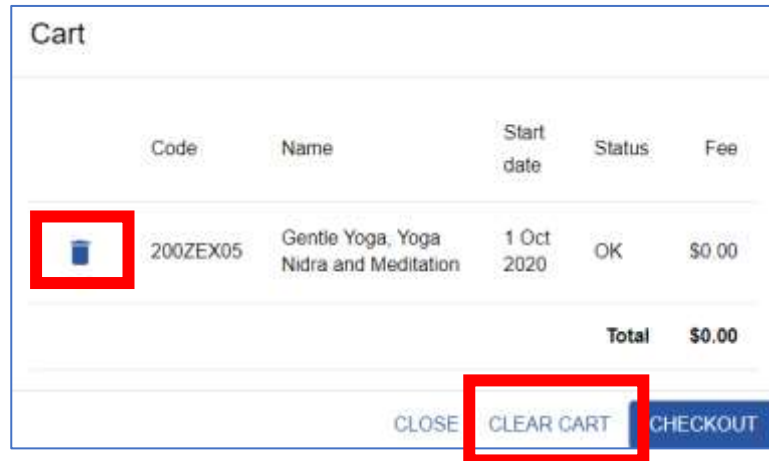 Cart
Code Name Start date Status Fee
200ZEX05 Gentle Yoga, Yoga Nidra and Meditation 1 Oct 2020 OK $0.00
Total $0.00
CLOSE CLEAR CART CHECKOUT